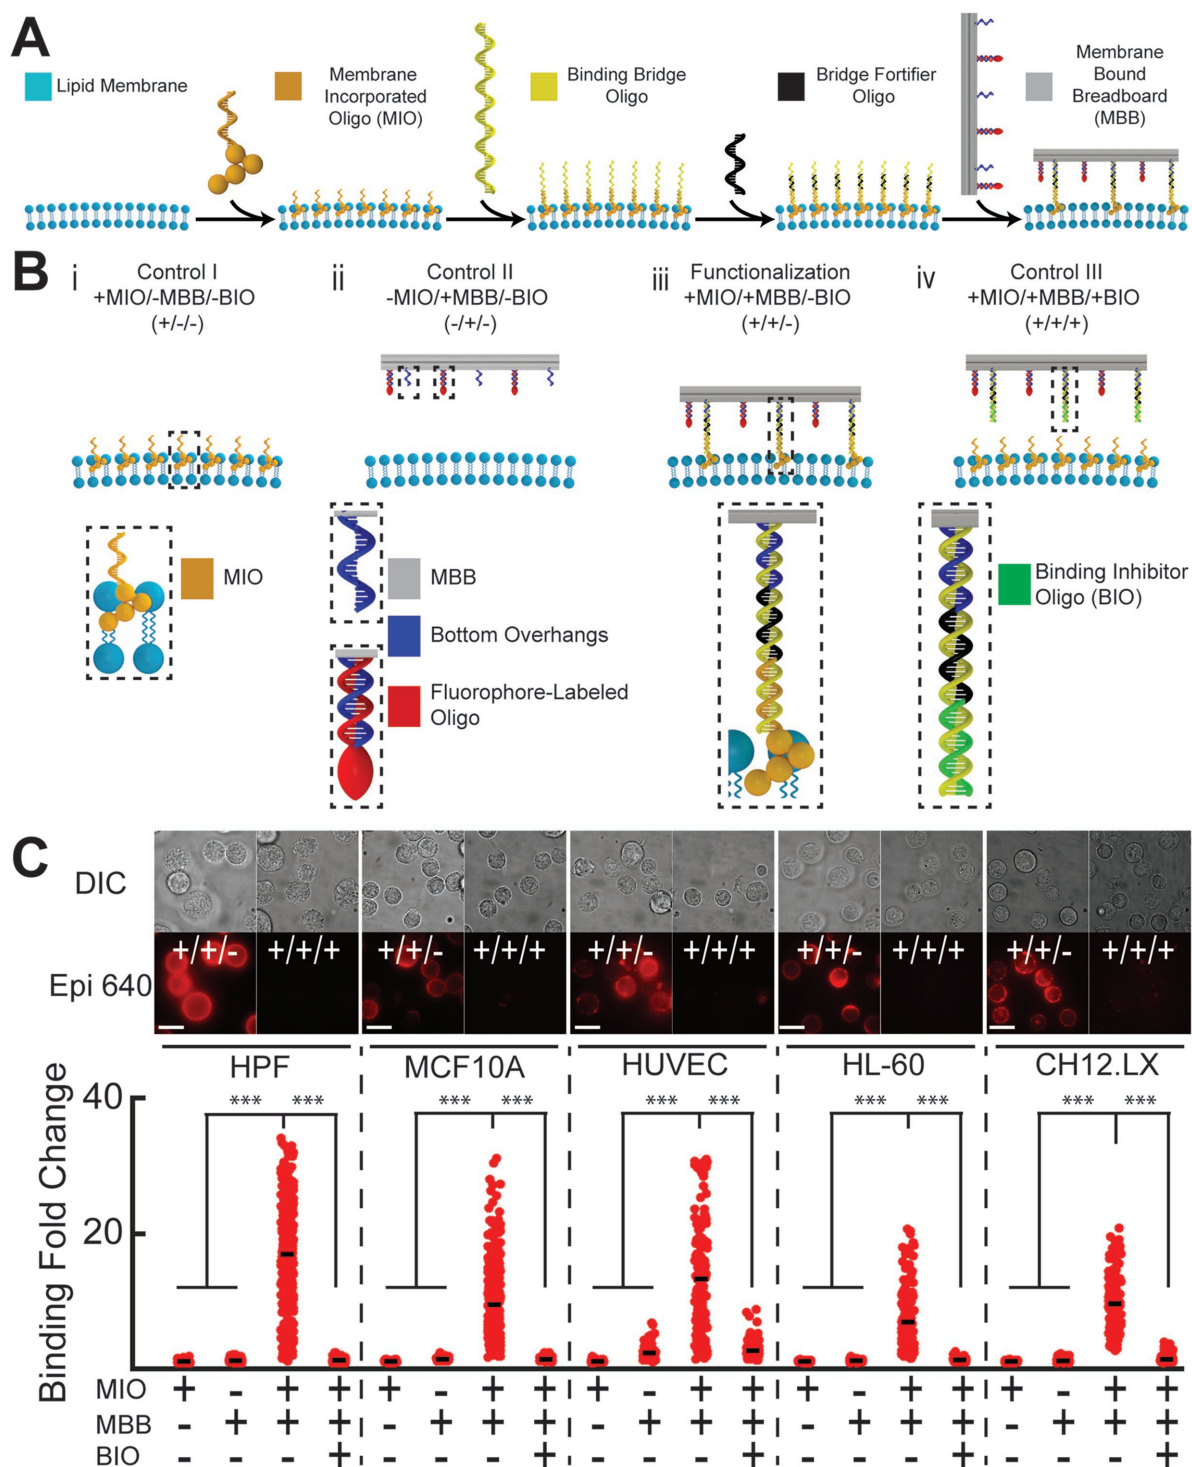 A
Lipid Membrane
Membrane
Incorporated
Oligo (MIO)
Binding Bridge
Oligo
Bridge Fortifier
Oligo
Membrane
Bound
Breadboard
(MBB)
B
i
Control I
+MIO/-MBB/-BIO
(+/-/-)
ii
Control II
-MIO/+MBB/-BIO
(-/+/-)
iii
Functionalization
+MIO/+MBB/-BIO
(+/+/-)
iv
Control III
+MIO/+MBB/+BIO
(+/+/+)
MIO
MBB
Bottom Overhangs
Fluorophore-Labeled
Oligo
Binding Inhibitor
Oligo (BIO)
C
DIC
Epi 640
+/+/- +/+/+ +/+/- +/+/+ +/+/- +/+/+ +/+/- +/+/+ +/+/- +/+/+
HPF MCF10A HUVEC HL-60 CH12.LX
Binding Fold Change
40
20
*** *** *** *** *** *** *** *** *** ***
MIO + - + + + - + + + - + + + - + + + - + +
MBB - + + + - + + + - + + + - + + + - + + +
BIO - - - + - - - + - - - + - - - + - - - +